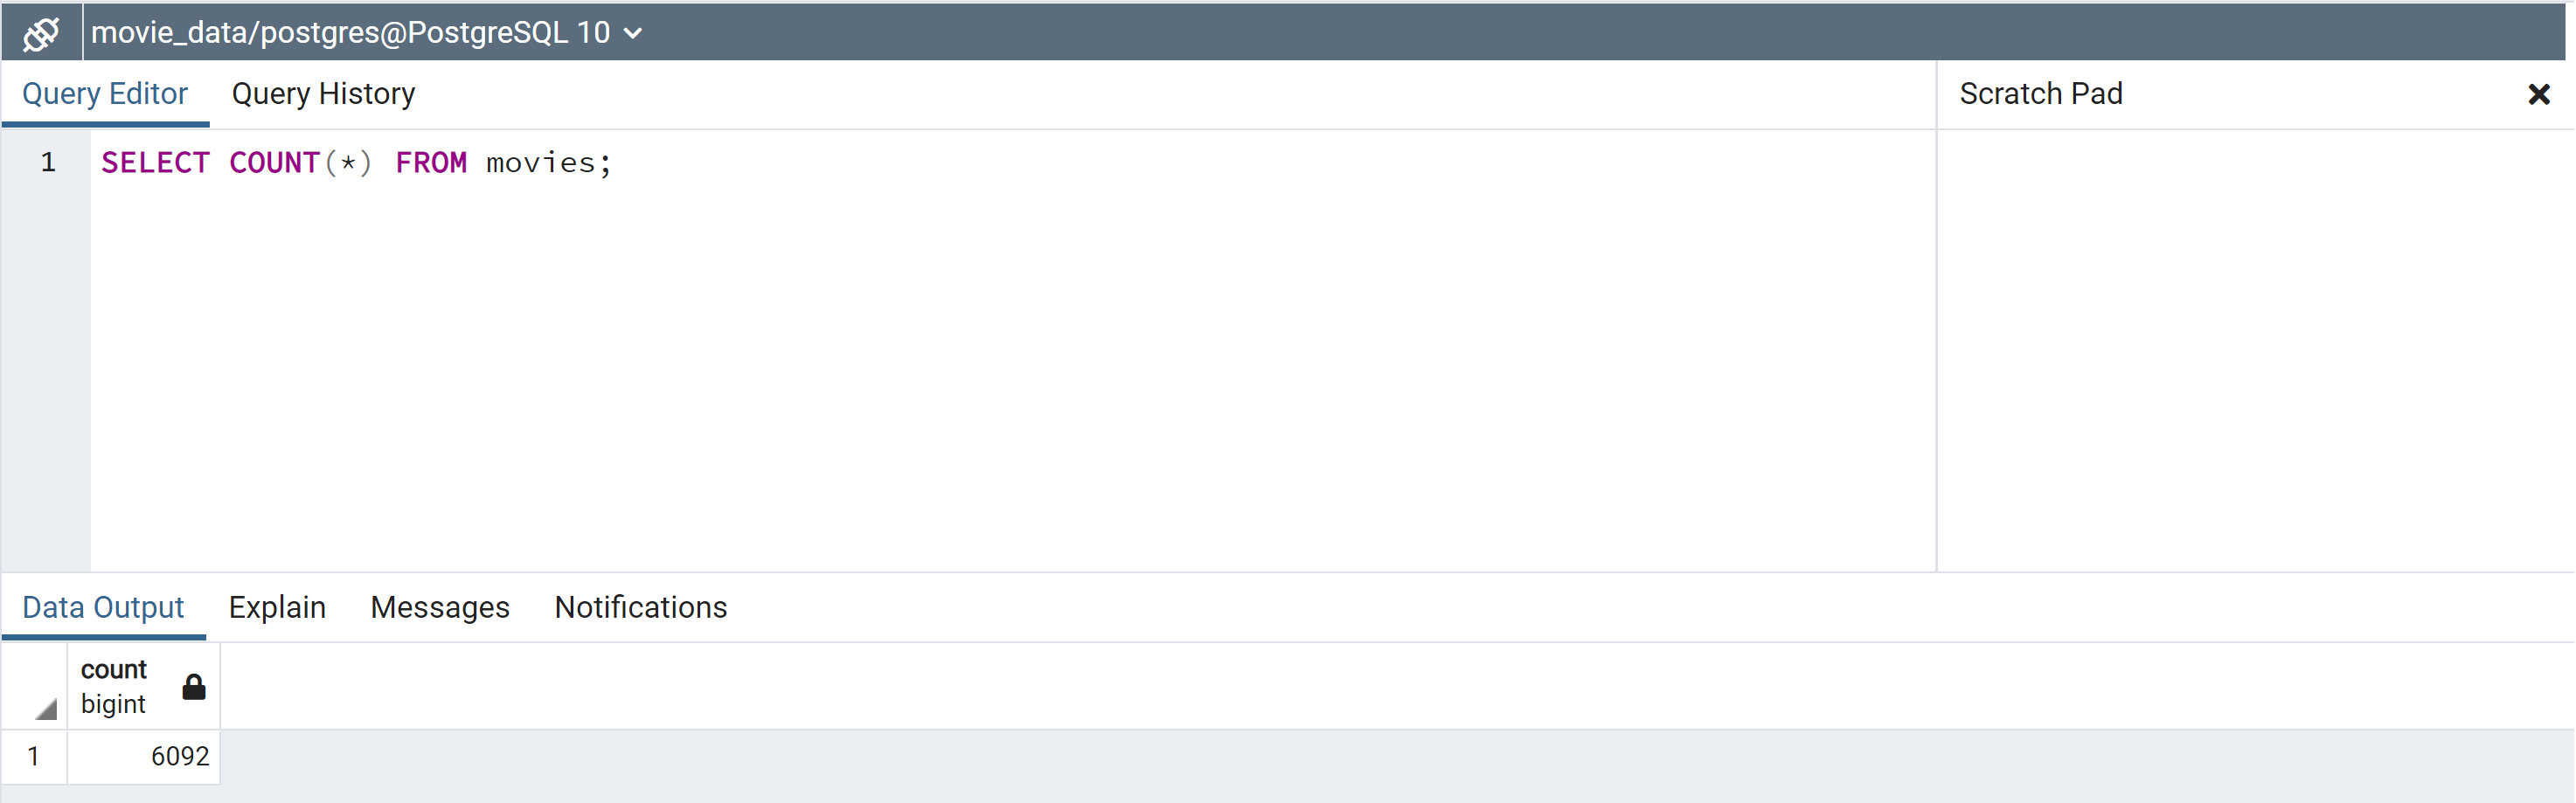 movie_data/postgres@PostgreSQL 10
Query Editor Query History Scratch Pad
1 SELECT COUNT(*) FROM movies;
Data Output Explain Messages Notifications
count
bigint
1 6092